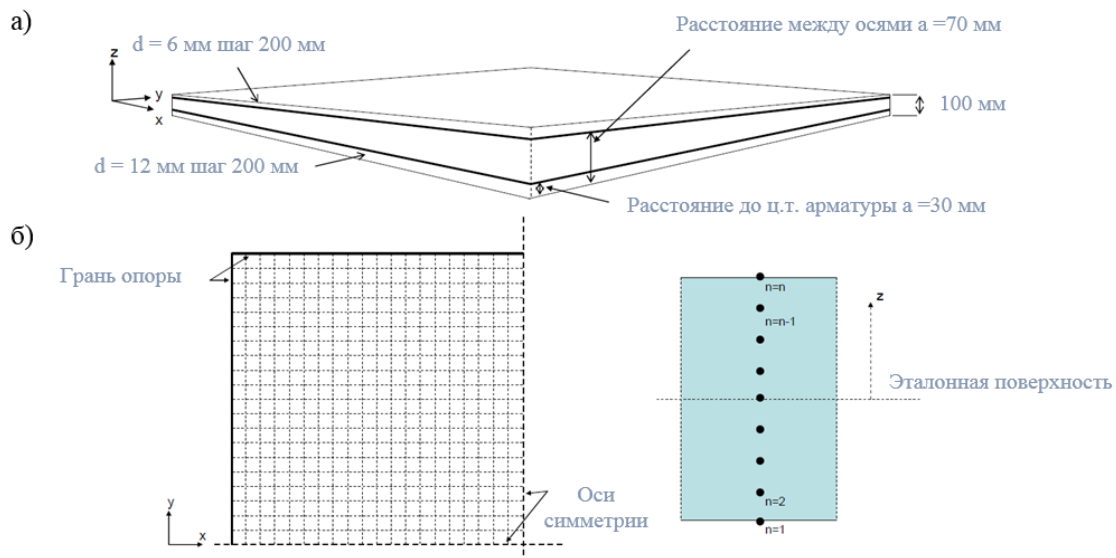 а)
d = 6 мм шаг 200 мм
Расстояние между осями a =70 мм
z
y
x
100 мм
d = 12 мм шаг 200 мм
Расстояние до ц.т. арматуры a =30 мм
б)
Грань опоры
n=n
z
n=n-1
Эталонная поверхность
Оси
симметрии
n=2
n=1
y
x